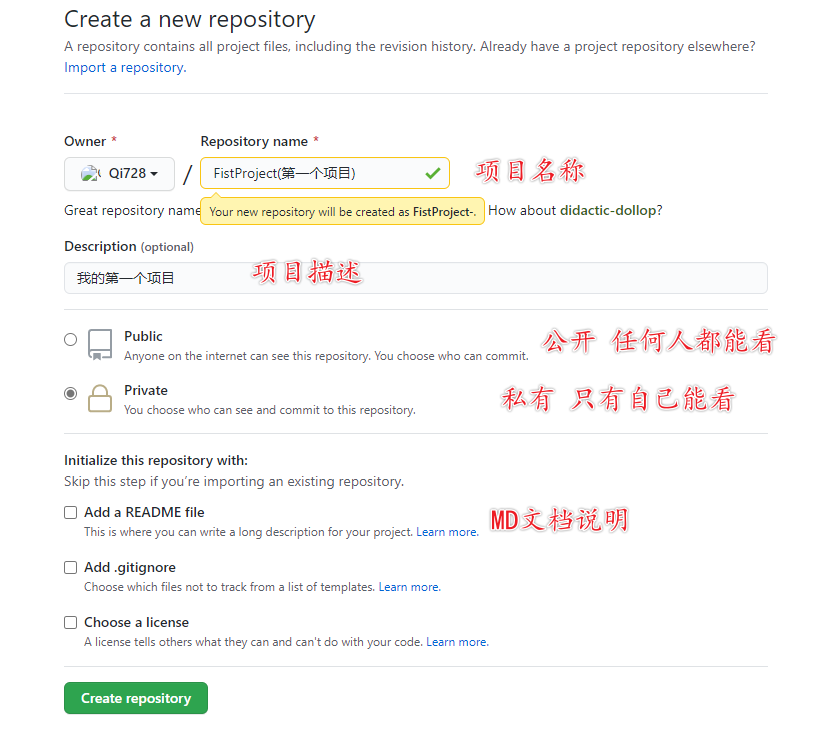 Create a new repository
A repository contains all project files, including the revision history. Already have a project repository elsewhere?
Import a repository.
Owner * Repository name *
Qi728 / FistProject(第一个项目) 项目名称
Great repository name Your new repository will be created as FistProject-. How about didactic-dollop?
Description (optional)
我的第一个项目 项目描述
Public
Anyone on the internet can see this repository. You choose who can commit. 公开 任何人都能看
Private
You choose who can see and commit to this repository. 私有 只有自己能看
Initialize this repository with:
Skip this step if you're importing an existing repository.
Add a README file
This is where you can write a long description for your project. Learn more. MD文档说明
Add .gitignore
Choose which files not to track from a list of templates. Learn more.
Choose a license
A license tells others what they can and can't do with your code. Learn more.
Create repository